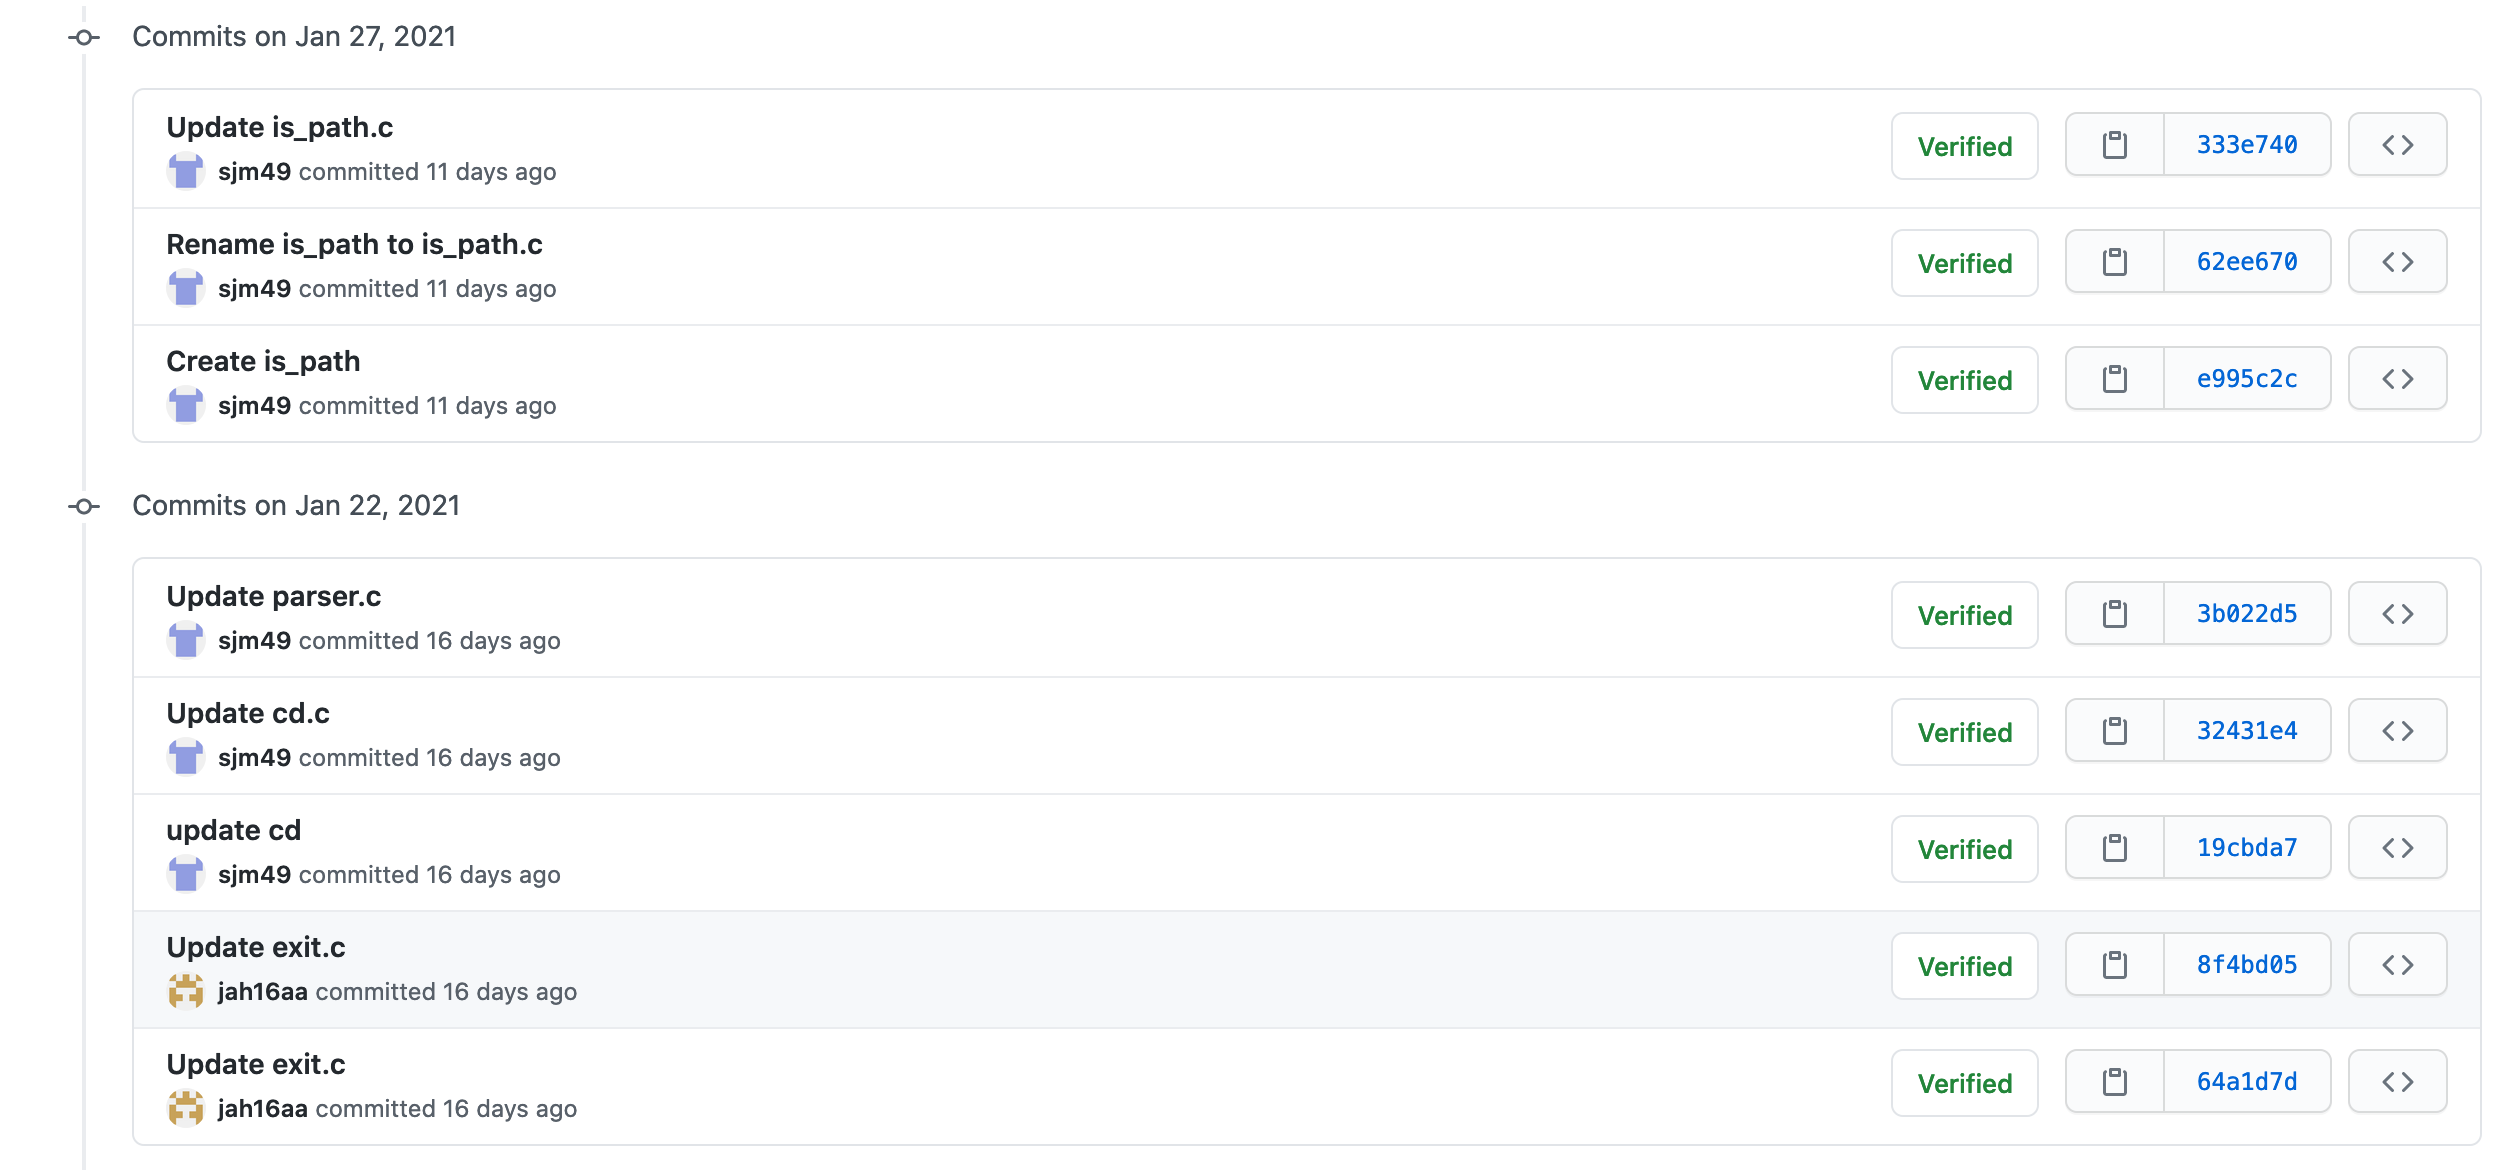 Commits on Jan 27, 2021
Update is_path.c
Verified 333e740
sjm49 committed 11 days ago
Rename is_path to is_path.c
Verified 62ee670
sjm49 committed 11 days ago
Create is_path
Verified e995c2c
sjm49 committed 11 days ago
Commits on Jan 22, 2021
Update parser.c
Verified 3b022d5
sjm49 committed 16 days ago
Update cd.c
Verified 32431e4
sjm49 committed 16 days ago
update cd
Verified 19cbda7
sjm49 committed 16 days ago
Update exit.c
Verified 8f4bd05
jah16aa committed 16 days ago
Update exit.c
Verified 64a1d7d
jah16aa committed 16 days ago